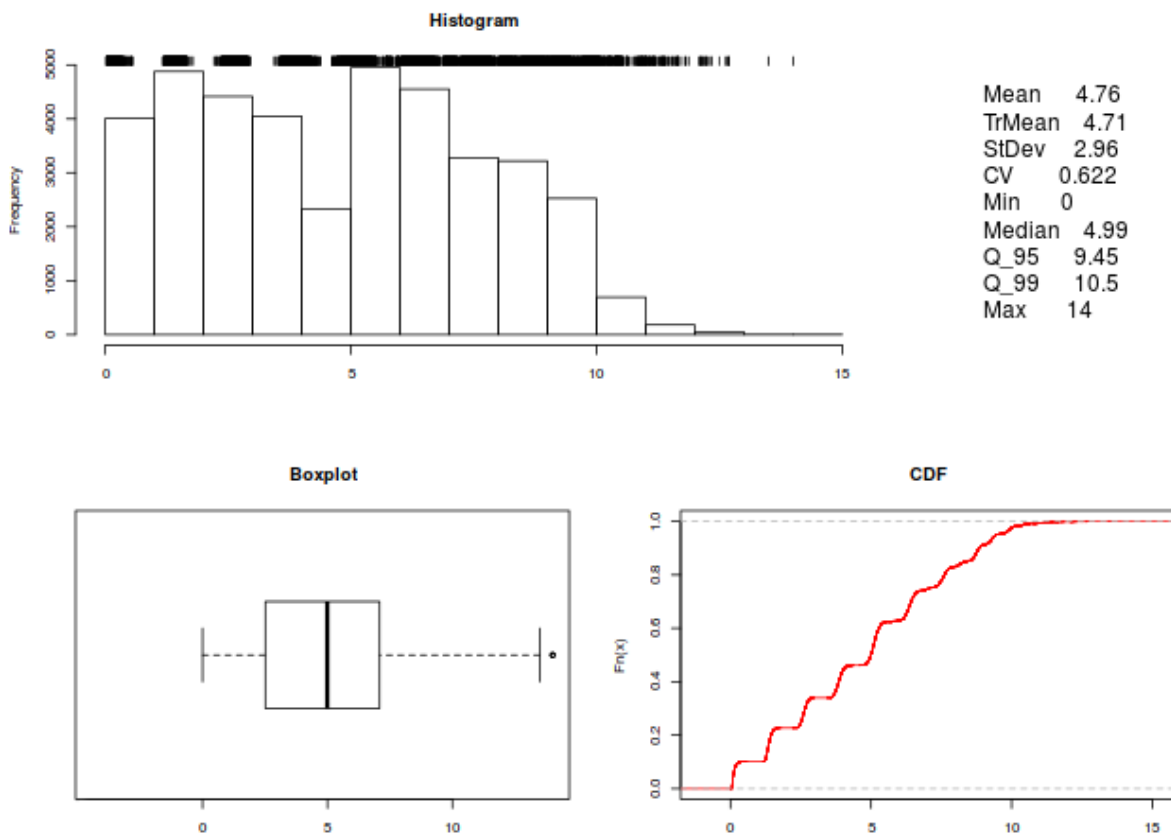 Histogram
Frequency
5000
4000
3000
2000
1000
0
0 5 10 15
Mean 4.76
TrMean 4.71
StDev 2.96
CV 0.622
Min 0
Median 4.99
Q_95 9.45
Q_99 10.5
Max 14
Boxplot
0 5 10
CDF
Fn(x)
1.0
0.8
0.6
0.4
0.2
0.0
0 5 10 15